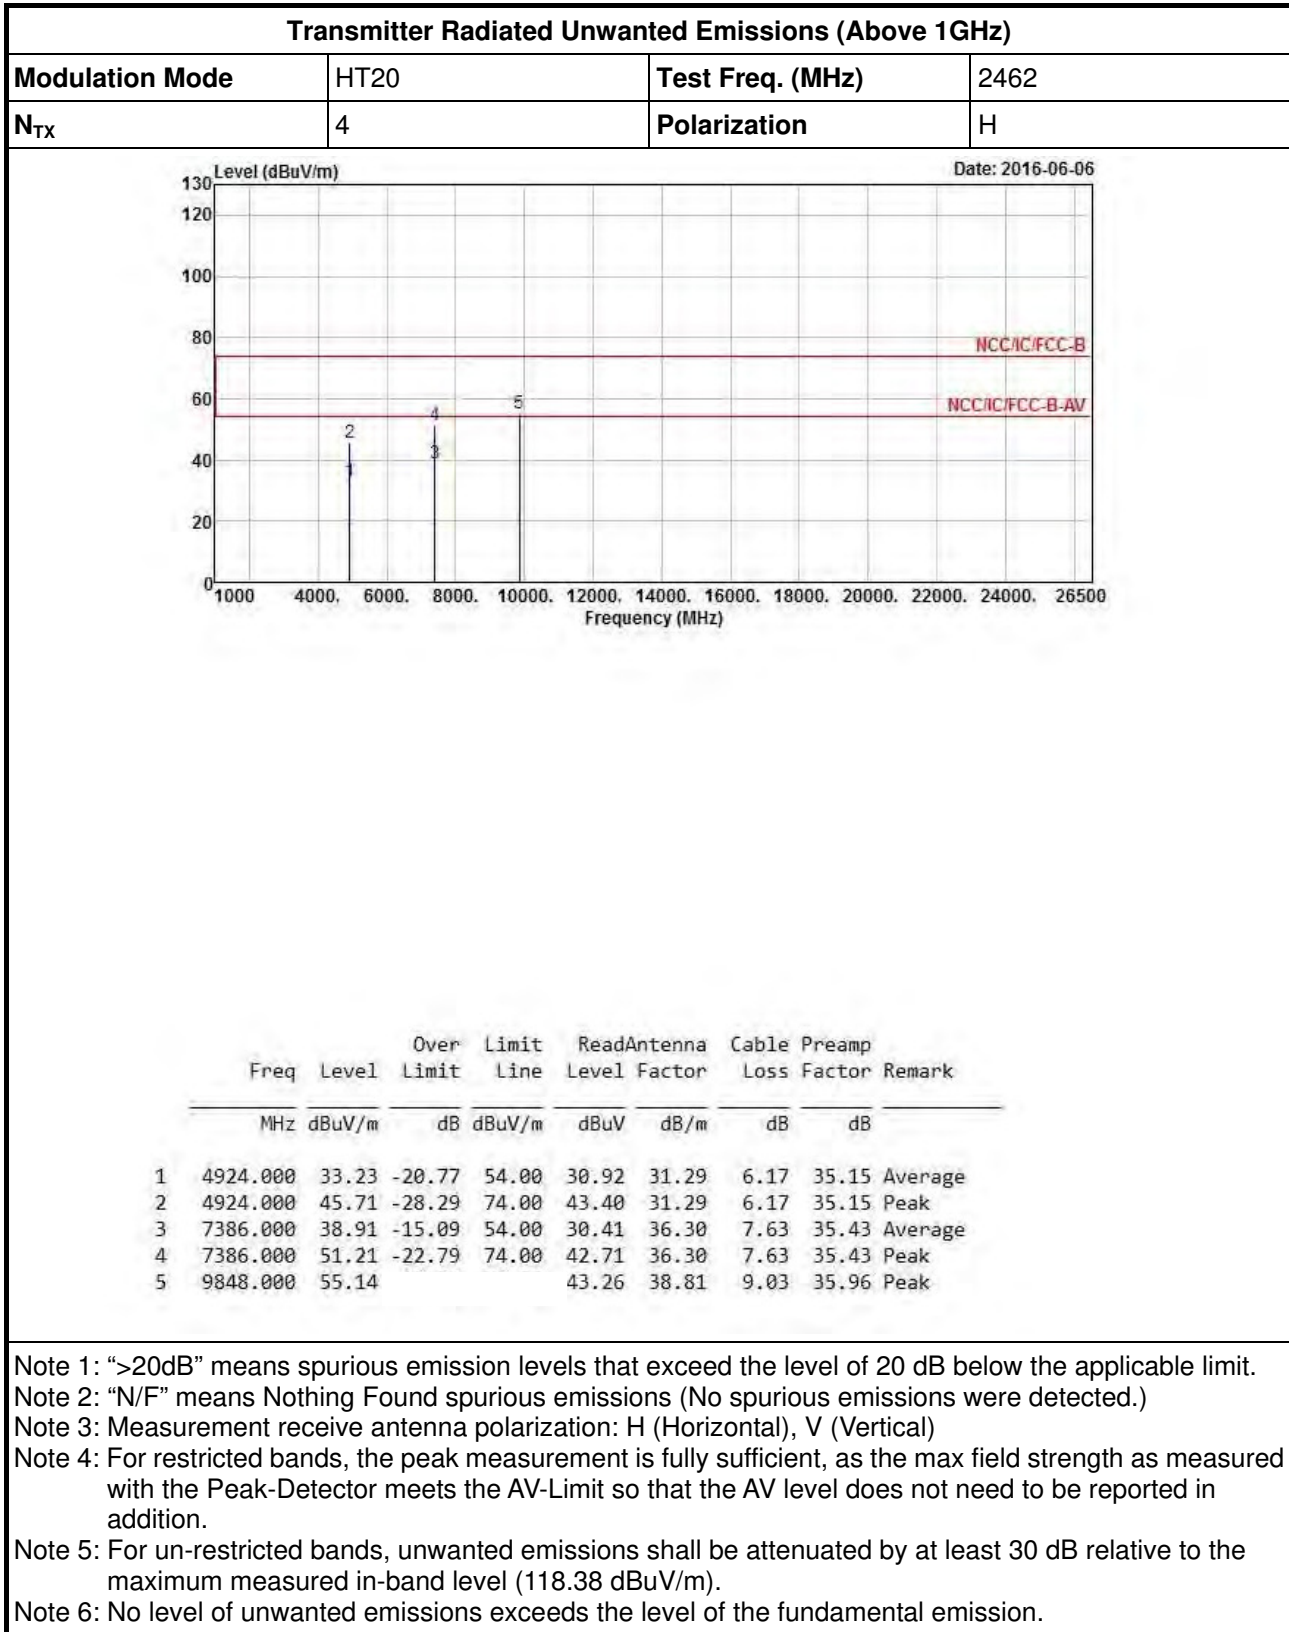 Transmitter Radiated Unwanted Emissions (Above 1GHz)
Modulation Mode HT20 Test Freq. (MHz) 2462
NTX 4 Polarization H
Level (dBuV/m) Date: 2016-06-06
130
120
100
80
60
40
20
0
NCC/IC/FCC-B
NCC/IC/FCC-B-AV
2
1
4
3
5
1000 4000. 6000. 8000. 10000. 12000. 14000. 16000. 18000. 20000. 22000. 24000. 26500
Frequency (MHz)
Over Limit ReadAntenna Cable Preamp
Freq Level Limit Line Level Factor Loss Factor Remark
MHz dBuV/m dB dBuV/m dBuV dB/m dB dB
1 4924.000 33.23 -20.77 54.00 30.92 31.29 6.17 35.15 Average
2 4924.000 45.71 -28.29 74.00 43.40 31.29 6.17 35.15 Peak
3 7386.000 38.91 -15.09 54.00 30.41 36.30 7.63 35.43 Average
4 7386.000 51.21 -22.79 74.00 42.71 36.30 7.63 35.43 Peak
5 9848.000 55.14 43.26 38.81 9.03 35.96 Peak
Note 1: “>20dB” means spurious emission levels that exceed the level of 20 dB below the applicable limit.
Note 2: “N/F” means Nothing Found spurious emissions (No spurious emissions were detected.)
Note 3: Measurement receive antenna polarization: H (Horizontal), V (Vertical)
Note 4: For restricted bands, the peak measurement is fully sufficient, as the max field strength as measured
with the Peak-Detector meets the AV-Limit so that the AV level does not need to be reported in
addition.
Note 5: For un-restricted bands, unwanted emissions shall be attenuated by at least 30 dB relative to the
maximum measured in-band level (118.38 dBuV/m).
Note 6: No level of unwanted emissions exceeds the level of the fundamental emission.